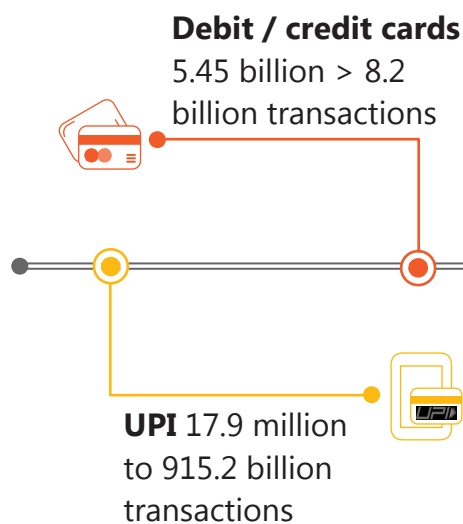 Debit / credit cards
5.45 billion > 8.2
billion transactions
UPI
UPI 17.9 million
to 915.2 billion
transactions